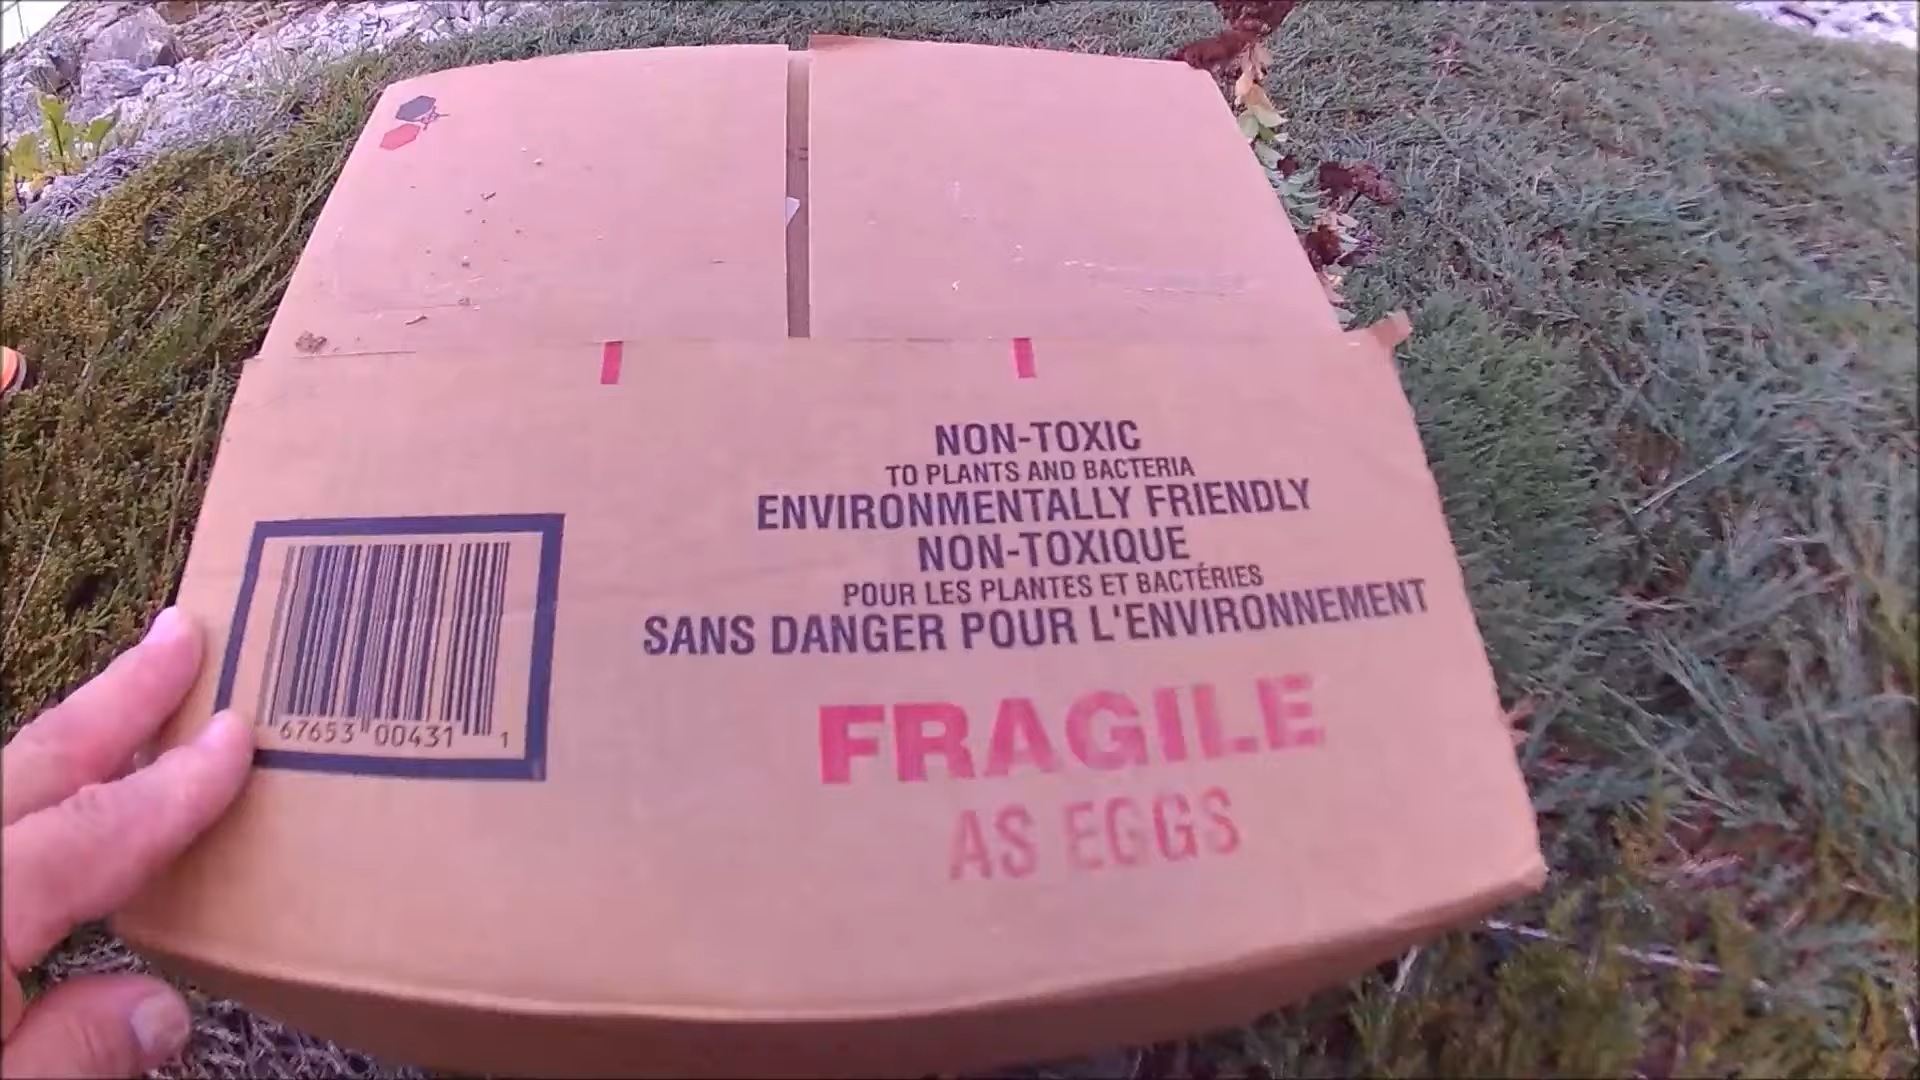 NON-TOXIC
TO PLANTS AND BACTERIA
ENVIRONMENTALLY FRIENDLY
NON-TOXIQUE
POUR LES PLANTES ET BACTÉRIES
SANS DANGER POUR L'ENVIRONNEMENT
FRAGILE
AS EGGS
67653 00431 1